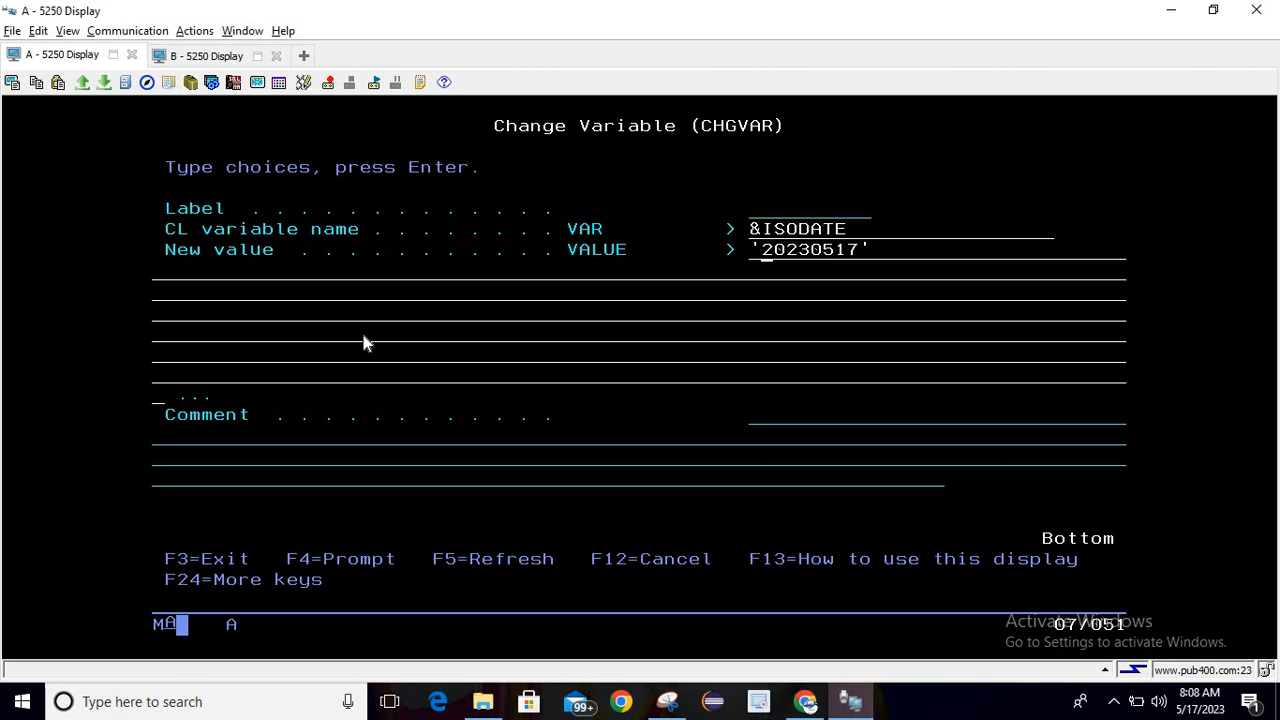 A - 5250 Display
File Edit View Communication Actions Window Help
A - 5250 Display B - 5250 Display
Change Variable (CHGVAR)
Type choices, press Enter.
Label . . . . . . . . . . . . .
CL variable name . . . . . . . . VAR > &ISODATE
New value . . . . . . . . . . . VALUE > '20230517'
...
Comment . . . . . . . . . . . .
Bottom
F3=Exit F4=Prompt F5=Refresh F12=Cancel F13=How to use this display
F24=More keys
MA A 07/051
Activate Windows
Go to Settings to activate Windows.
www.pub400.com:23
Type here to search 99+ 8:08 AM
5/17/2023 1